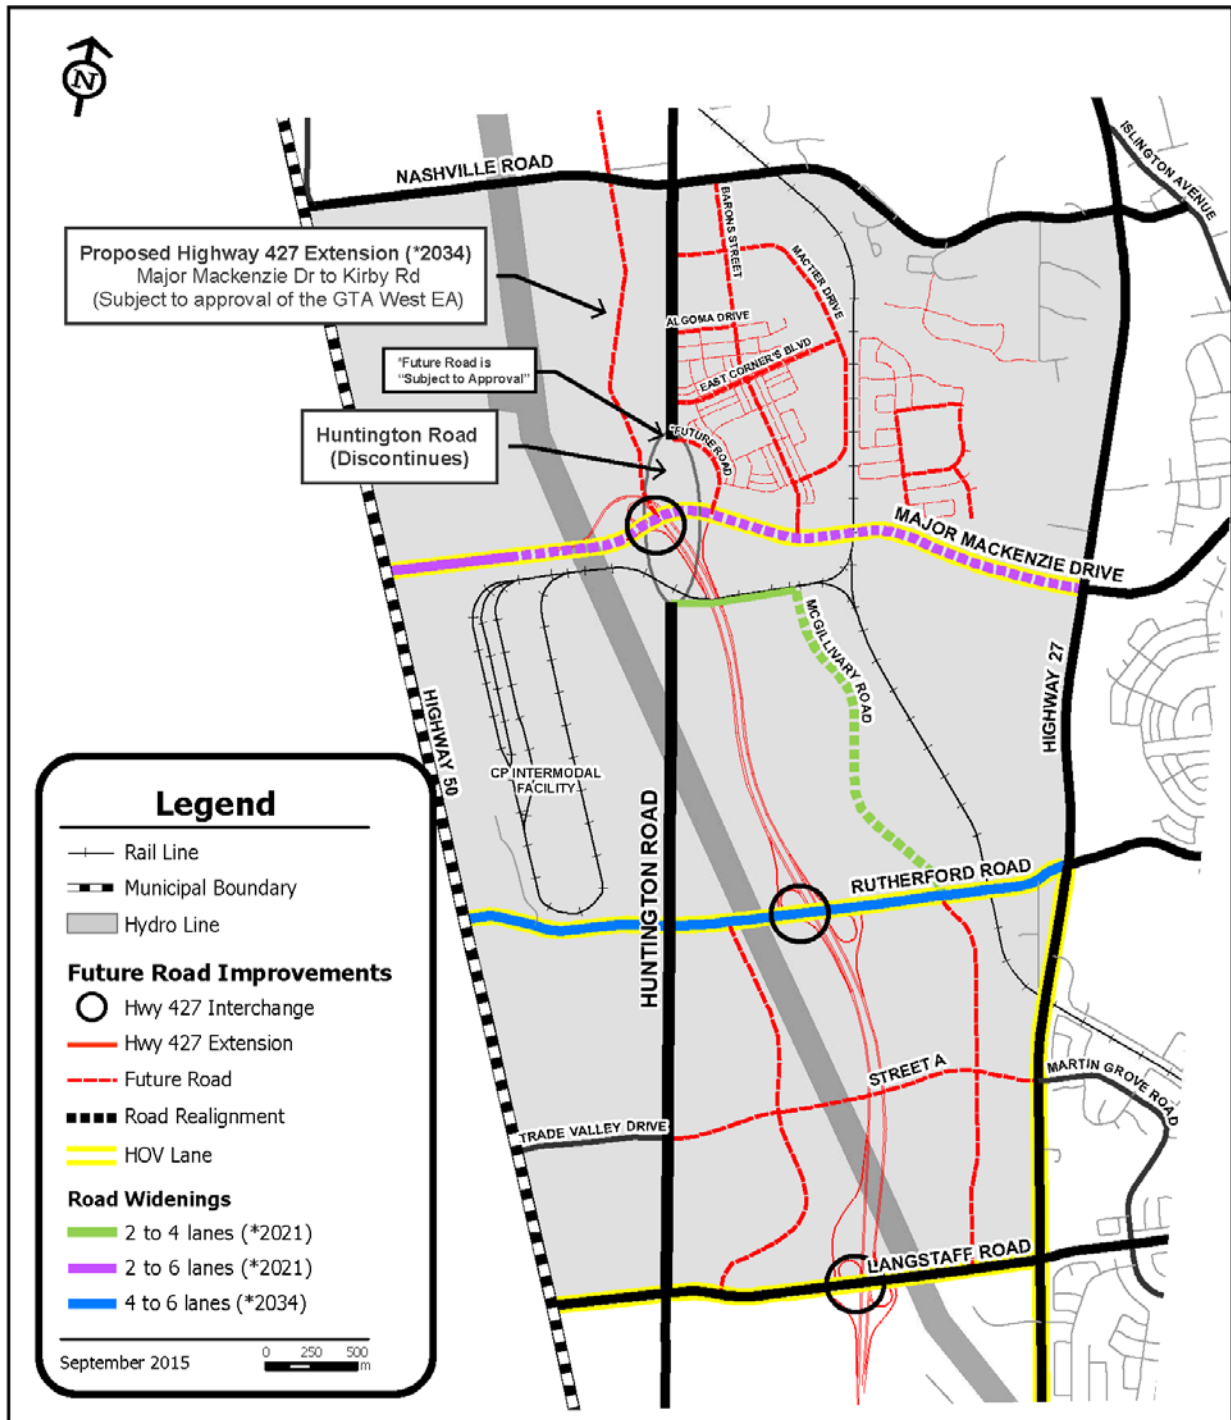 N
NASHVILLE ROAD
ISLINGTON AVENUE
BARONS STREET
MACTIER DRIVE
Proposed Highway 427 Extension (*2034)
Major Mackenzie Dr to Kirby Rd
(Subject to approval of the GTA West EA)
ALGOMA DRIVE
EAST CORNER'S BLVD
*Future Road is
"Subject to Approval"
Huntington Road
(Discontinues)
*FUTURE ROAD
MAJOR MACKENZIE DRIVE
MCGILLIVARY ROAD
HIGHWAY 27
HIGHWAY 50
CP INTERMODAL
FACILITY
HUNTINGTON ROAD
RUTHERFORD ROAD
STREET A
MARTIN GROVE ROAD
TRADE VALLEY DRIVE
LANGSTAFF ROAD
Legend
Rail Line
Municipal Boundary
Hydro Line
Future Road Improvements
Hwy 427 Interchange
Hwy 427 Extension
Future Road
Road Realignment
HOV Lane
Road Widenings
2 to 4 lanes (*2021)
2 to 6 lanes (*2021)
4 to 6 lanes (*2034)
September 2015
0 250 500
m